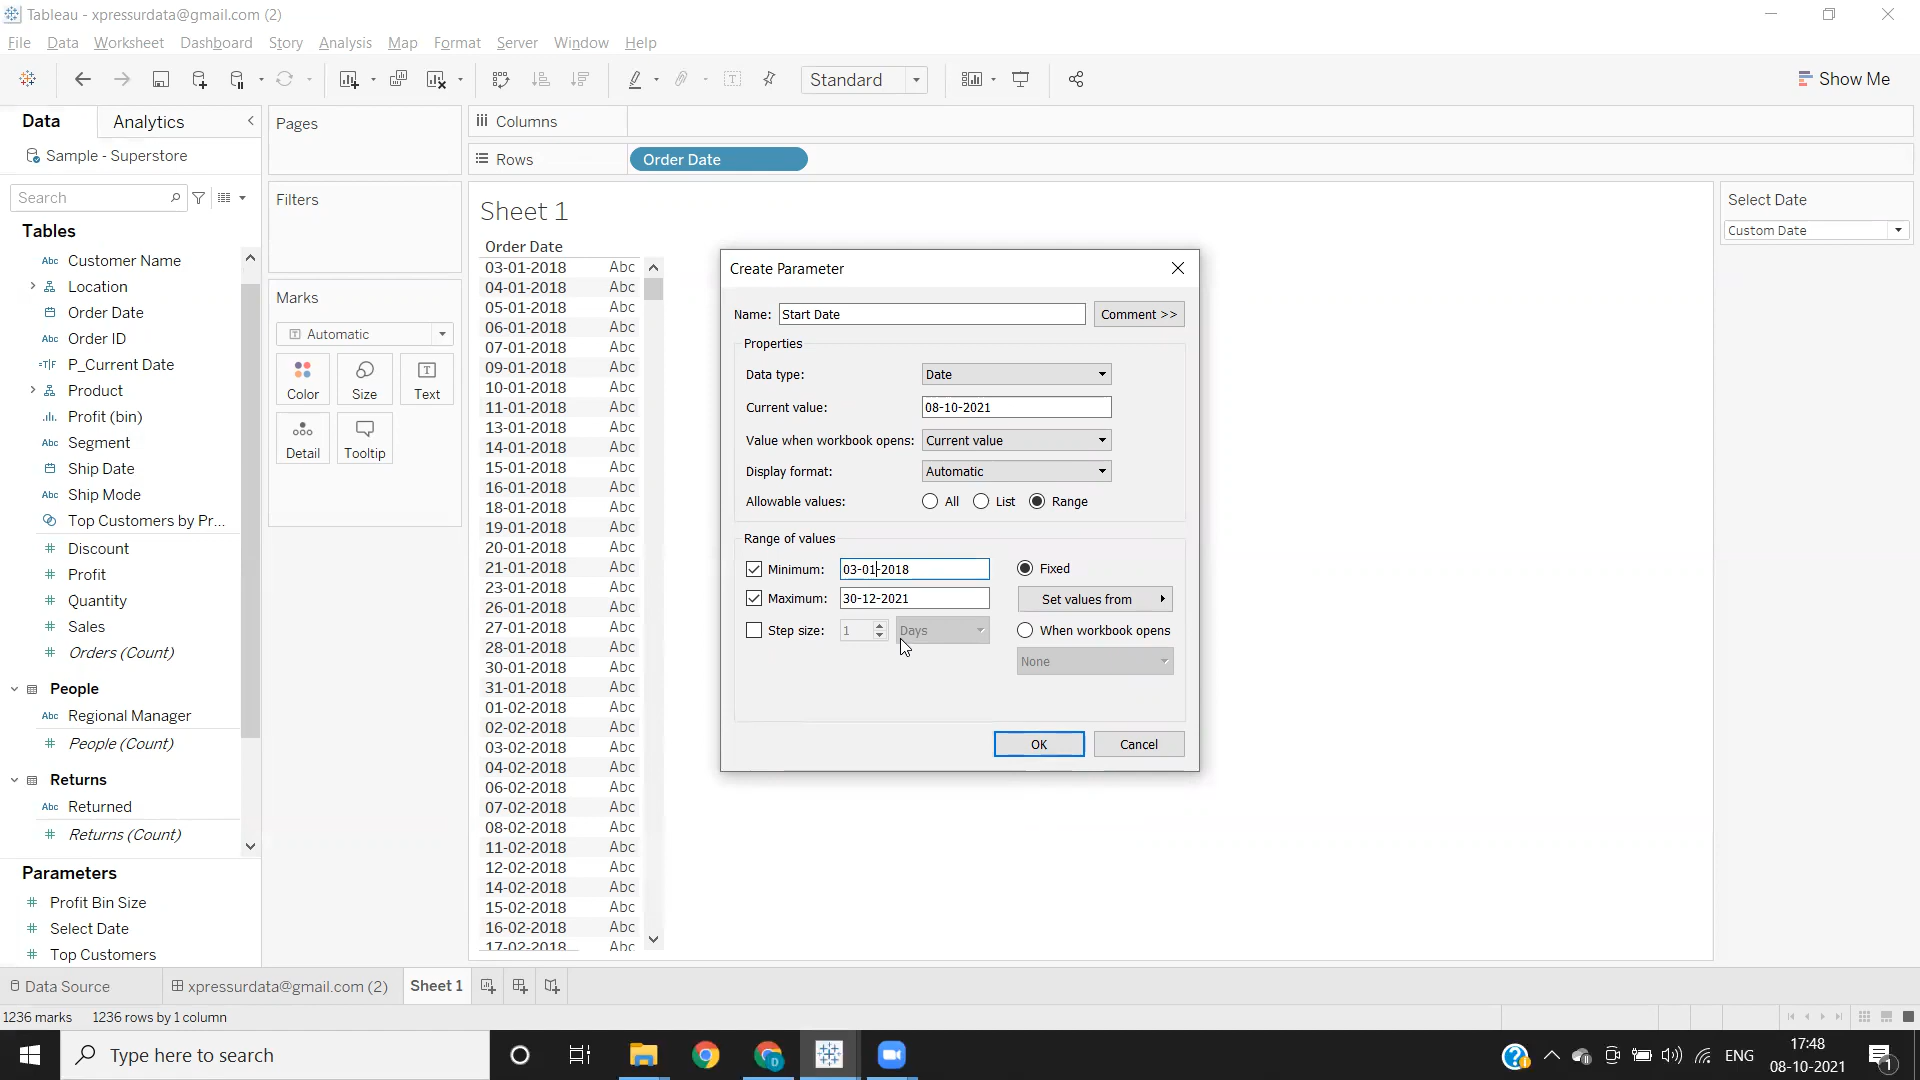 Tableau - xpressurdata@gmail.com (2)
File Data Worksheet Dashboard Story Analysis Map Format Server Window Help
Standard
Show Me
Data Analytics
Pages
Columns
Sample - Superstore
Rows Order Date
Search
Filters
Select Date
Custom Date
Tables
Sheet 1
Abc Customer Name
Location
Order Date
Abc Order ID
=T|F P_Current Date
Product
Profit (bin)
Abc Segment
Ship Date
Abc Ship Mode
Top Customers by Pr...
# Discount
# Profit
# Quantity
# Sales
# Orders (Count)
People
Abc Regional Manager
# People (Count)
Returns
Abc Returned
# Returns (Count)
Parameters
# Profit Bin Size
# Select Date
# Top Customers
Marks
Automatic
Color Size Text
Detail Tooltip
Order Date
03-01-2018 Abc
04-01-2018 Abc
05-01-2018 Abc
06-01-2018 Abc
07-01-2018 Abc
09-01-2018 Abc
10-01-2018 Abc
11-01-2018 Abc
13-01-2018 Abc
14-01-2018 Abc
15-01-2018 Abc
16-01-2018 Abc
18-01-2018 Abc
19-01-2018 Abc
20-01-2018 Abc
21-01-2018 Abc
23-01-2018 Abc
26-01-2018 Abc
27-01-2018 Abc
28-01-2018 Abc
30-01-2018 Abc
31-01-2018 Abc
01-02-2018 Abc
02-02-2018 Abc
03-02-2018 Abc
04-02-2018 Abc
06-02-2018 Abc
07-02-2018 Abc
08-02-2018 Abc
11-02-2018 Abc
12-02-2018 Abc
14-02-2018 Abc
15-02-2018 Abc
16-02-2018 Abc
17-02-2018 Abc
Create Parameter
Name: Start Date Comment >>
Properties
Data type: Date
Current value: 08-10-2021
Value when workbook opens: Current value
Display format: Automatic
Allowable values: All List Range
Range of values
Minimum: 03-01-2018 Fixed
Maximum: 30-12-2021 Set values from
Step size: 1 Days When workbook opens
None
OK Cancel
Data Source xpressurdata@gmail.com (2) Sheet 1
1236 marks 1236 rows by 1 column
Type here to search
ENG
17:48
08-10-2021
1